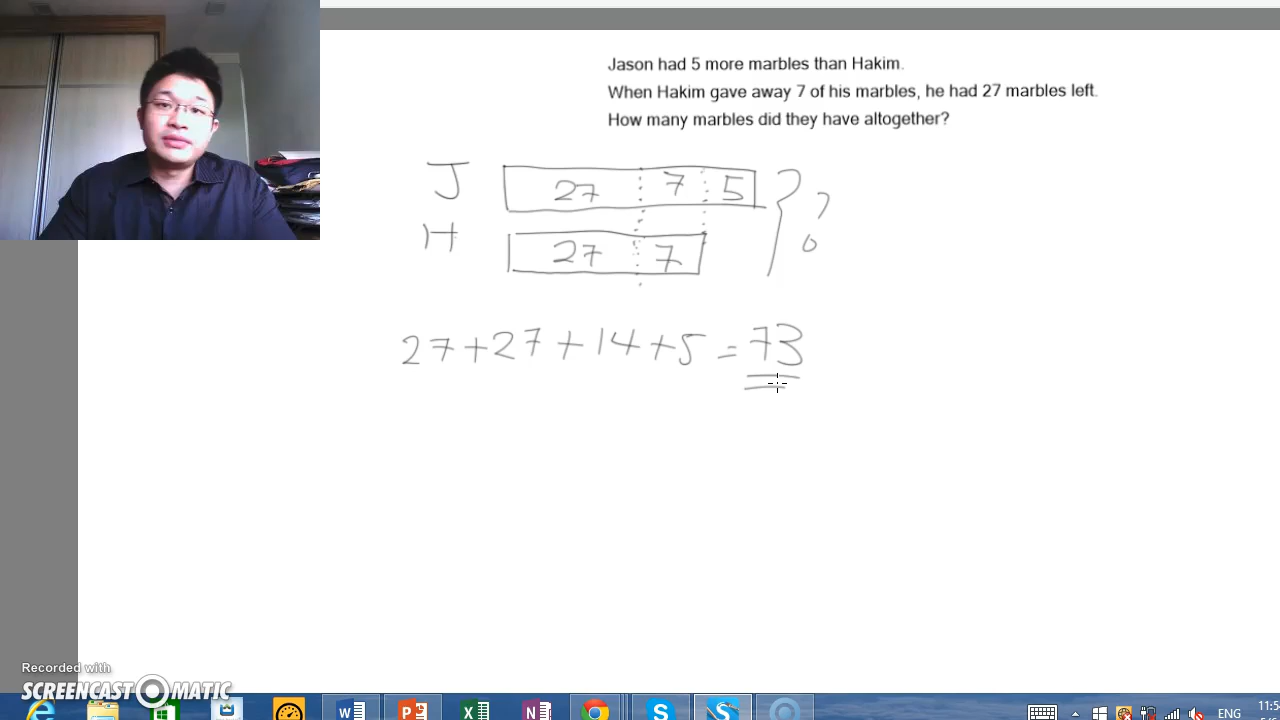 Jason had 5 more marbles than Hakim.
When Hakim gave away 7 of his marbles, he had 27 marbles left.
How many marbles did they have altogether?
J 27 7 5
?
H 27 7
27+27+14+5=73
Recorded with
SCREENCAST-O-MATIC
ENG
11:5